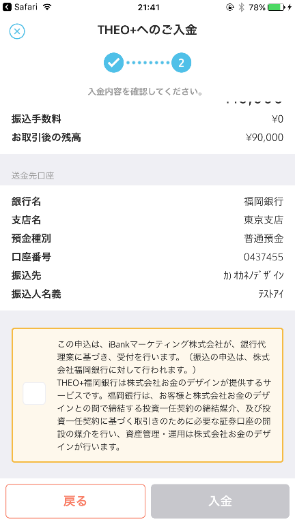 Safari 21:41 78%
THEO+へのご入金
2
入金内容を確認してください。
振込手数料 ¥0
お取引後の残高 ¥90,000
送金先口座
銀行名 福岡銀行
支店名 東京支店
預金種別 普通預金
口座番号 0437455
振込先 カ)オカネノデザイン
振込人名義 テストアイ
この申込は、iBankマーケティング株式会社が、銀行代
理業に基づき、受付を行います。（振込の申込は、株式
会社福岡銀行に対して行われます。）
THEO+福岡銀行は株式会社お金のデザインが提供するサ
ービスです。福岡銀行は、お客様と株式会社お金のデザ
インとの間で締結する投資一任契約の締結媒介、及び投
資一任契約に基づく取引きのために必要な証券口座の開
設の媒介を行い、資産管理・運用は株式会社お金のデザ
インが行います。
戻る 入金